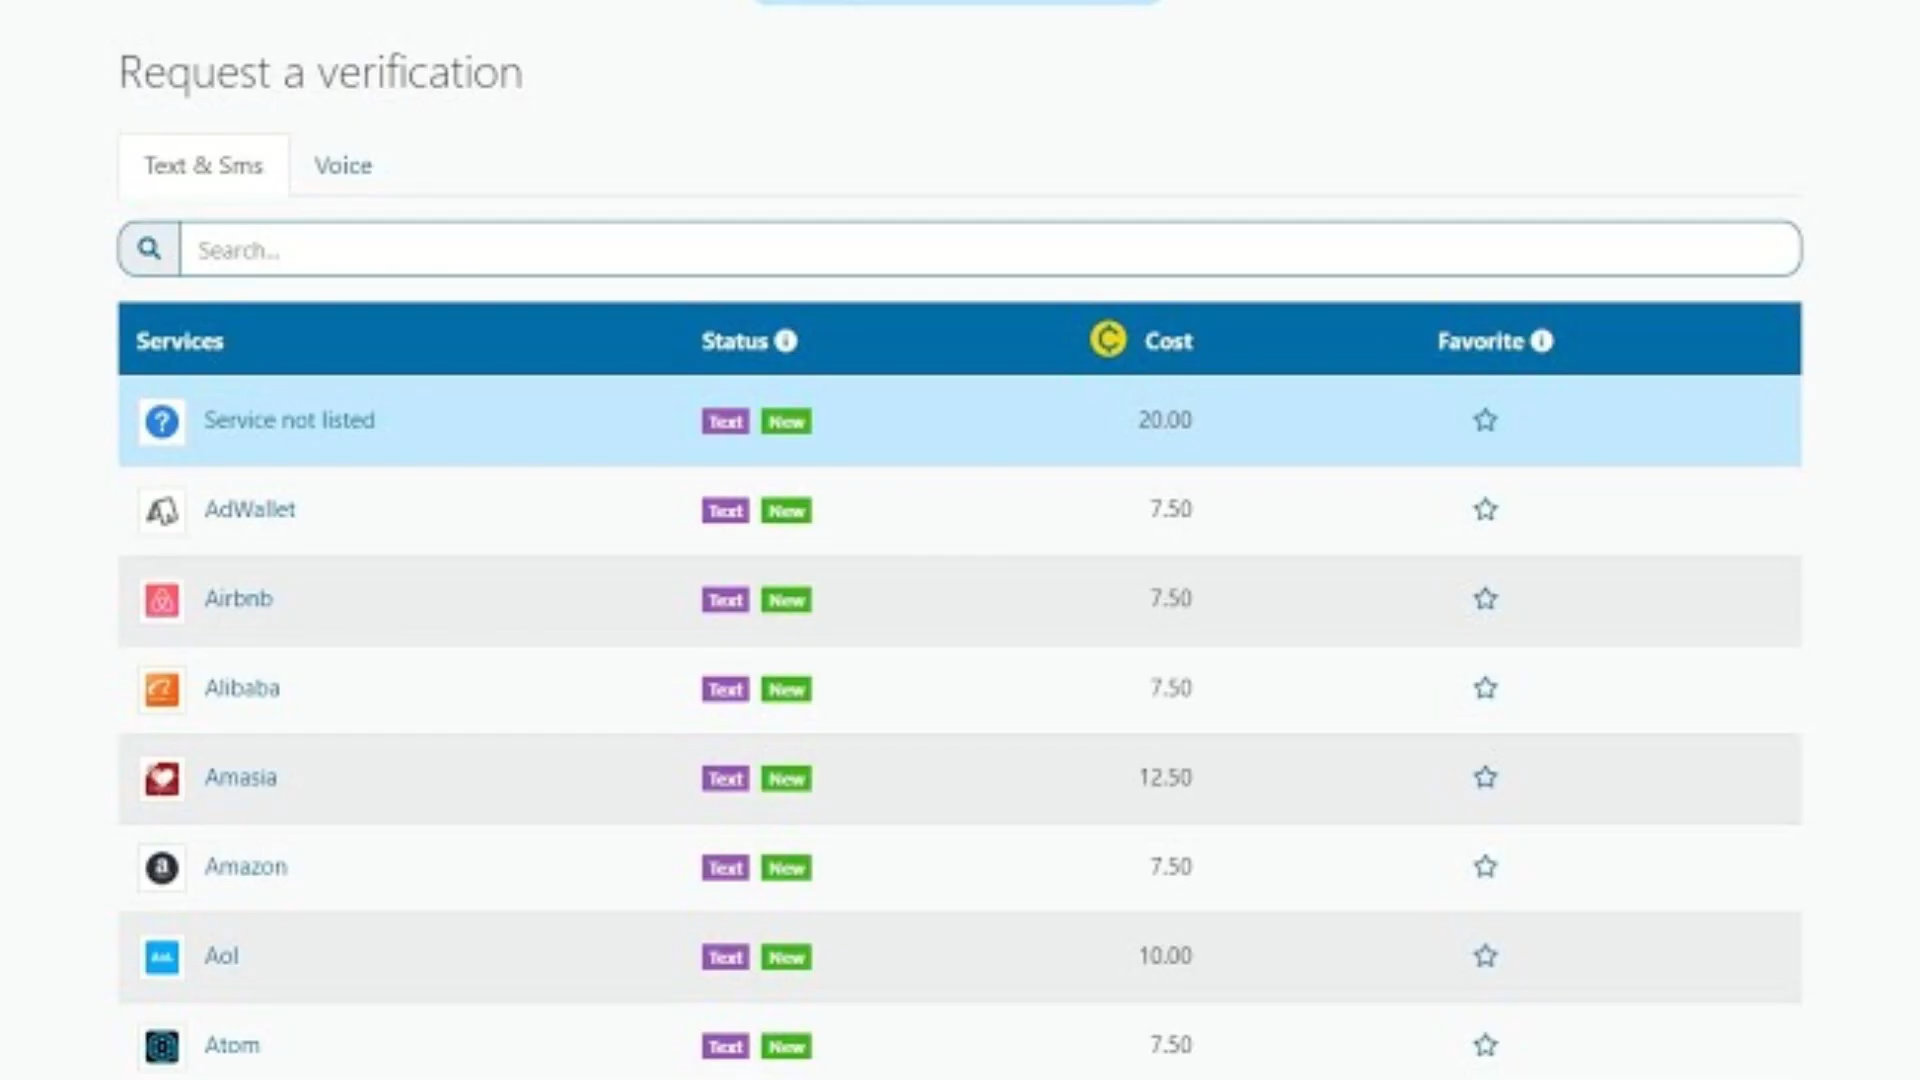 Request a verification
Text & Sms Voice
Search...
Services Status Cost Favorite
Service not listed Text New 20.00
AdWallet Text New 7.50
Airbnb Text New 7.50
Alibaba Text New 7.50
Amasia Text New 12.50
Amazon Text New 7.50
Aol Text New 10.00
Atom Text New 7.50